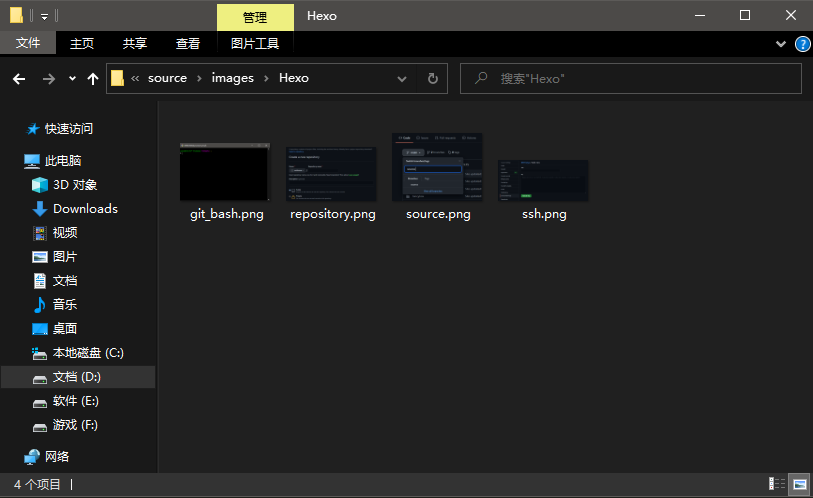 管理
Hexo
文件
主页
共享
查看
图片工具
source
images
Hexo
搜索"Hexo"
快速访问
此电脑
3D 对象
Downloads
视频
图片
文档
音乐
桌面
本地磁盘 (C:)
文档 (D:)
软件 (E:)
游戏 (F:)
网络
git_bash.png
repository.png
source.png
ssh.png
4 个项目